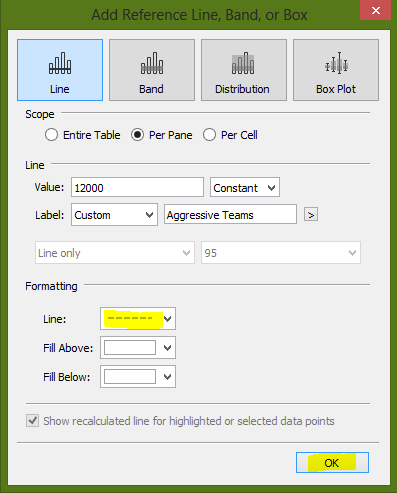 Add Reference Line, Band, or Box
Line Band Distribution Box Plot
Scope
Entire Table Per Pane Per Cell
Line
Value: 12000 Constant
Label: Custom Aggressive Teams >
Line only 95
Formatting
Line:
Fill Above:
Fill Below:
Show recalculated line for highlighted or selected data points
OK